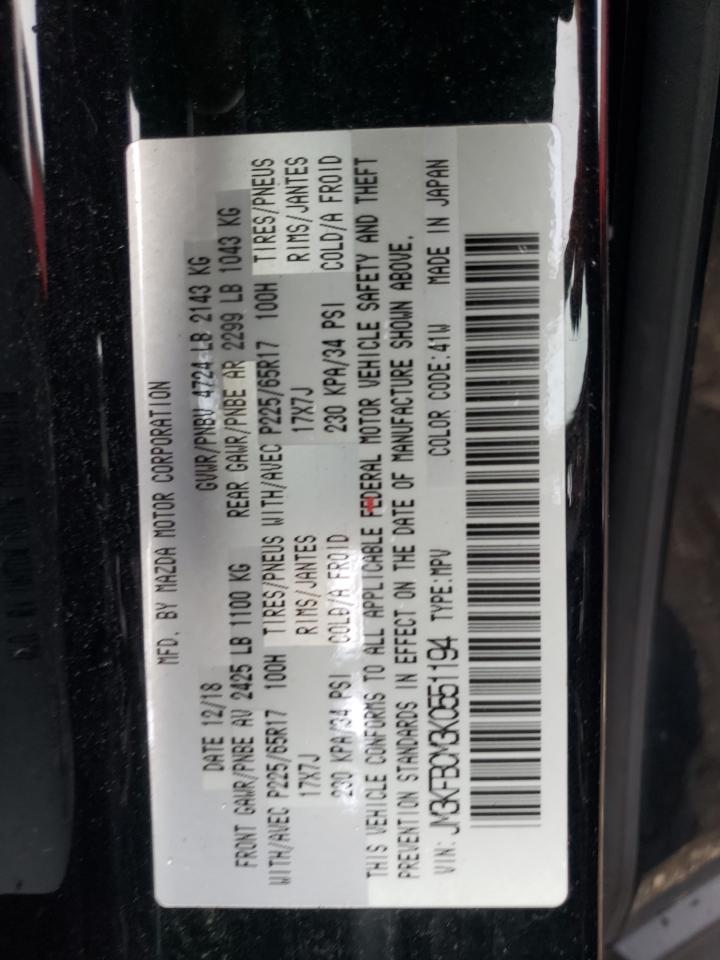 MFD. BY MAZDA MOTOR CORPORATION
DATE 12/18 GVWR/PNBV 4724 LB 2143 KG
FRONT GAWR/PNBE AV 2425 LB 1100 KG REAR GAWR/PNBE AR 2299 LB 1043 KG
WITH/AVEC P225/65R17 100H TIRES/PNEUS WITH/AVEC P225/65R17 100H TIRES/PNEUS
17X7J RIMS/JANTES 17X7J RIMS/JANTES
230 KPA/34 PSI COLD/A FROID 230 KPA/34 PSI COLD/A FROID
THIS VEHICLE CONFORMS TO ALL APPLICABLE FEDERAL MOTOR VEHICLE SAFETY AND THEFT
PREVENTION STANDARDS IN EFFECT ON THE DATE OF MANUFACTURE SHOWN ABOVE.
VIN: JM3KFBCM3K0551194 TYPE:MPV COLOR CODE:41W MADE IN JAPAN